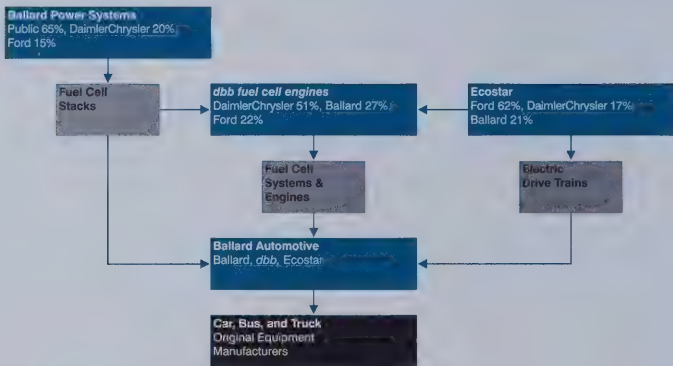 Ballard Power Systems
Public 65%, DaimlerChrysler 20%
Ford 15%
Fuel Cell
Stacks
dbb fuel cell engines
DaimlerChrysler 51%, Ballard 27%
Ford 22%
Ecostar
Ford 62%, DaimlerChrysler 17%
Ballard 21%
Fuel Cell
Systems &
Engines
Electric
Drive Trains
Ballard Automotive
Ballard, dbb, Ecostar
Car, Bus, and Truck
Original Equipment
Manufacturers